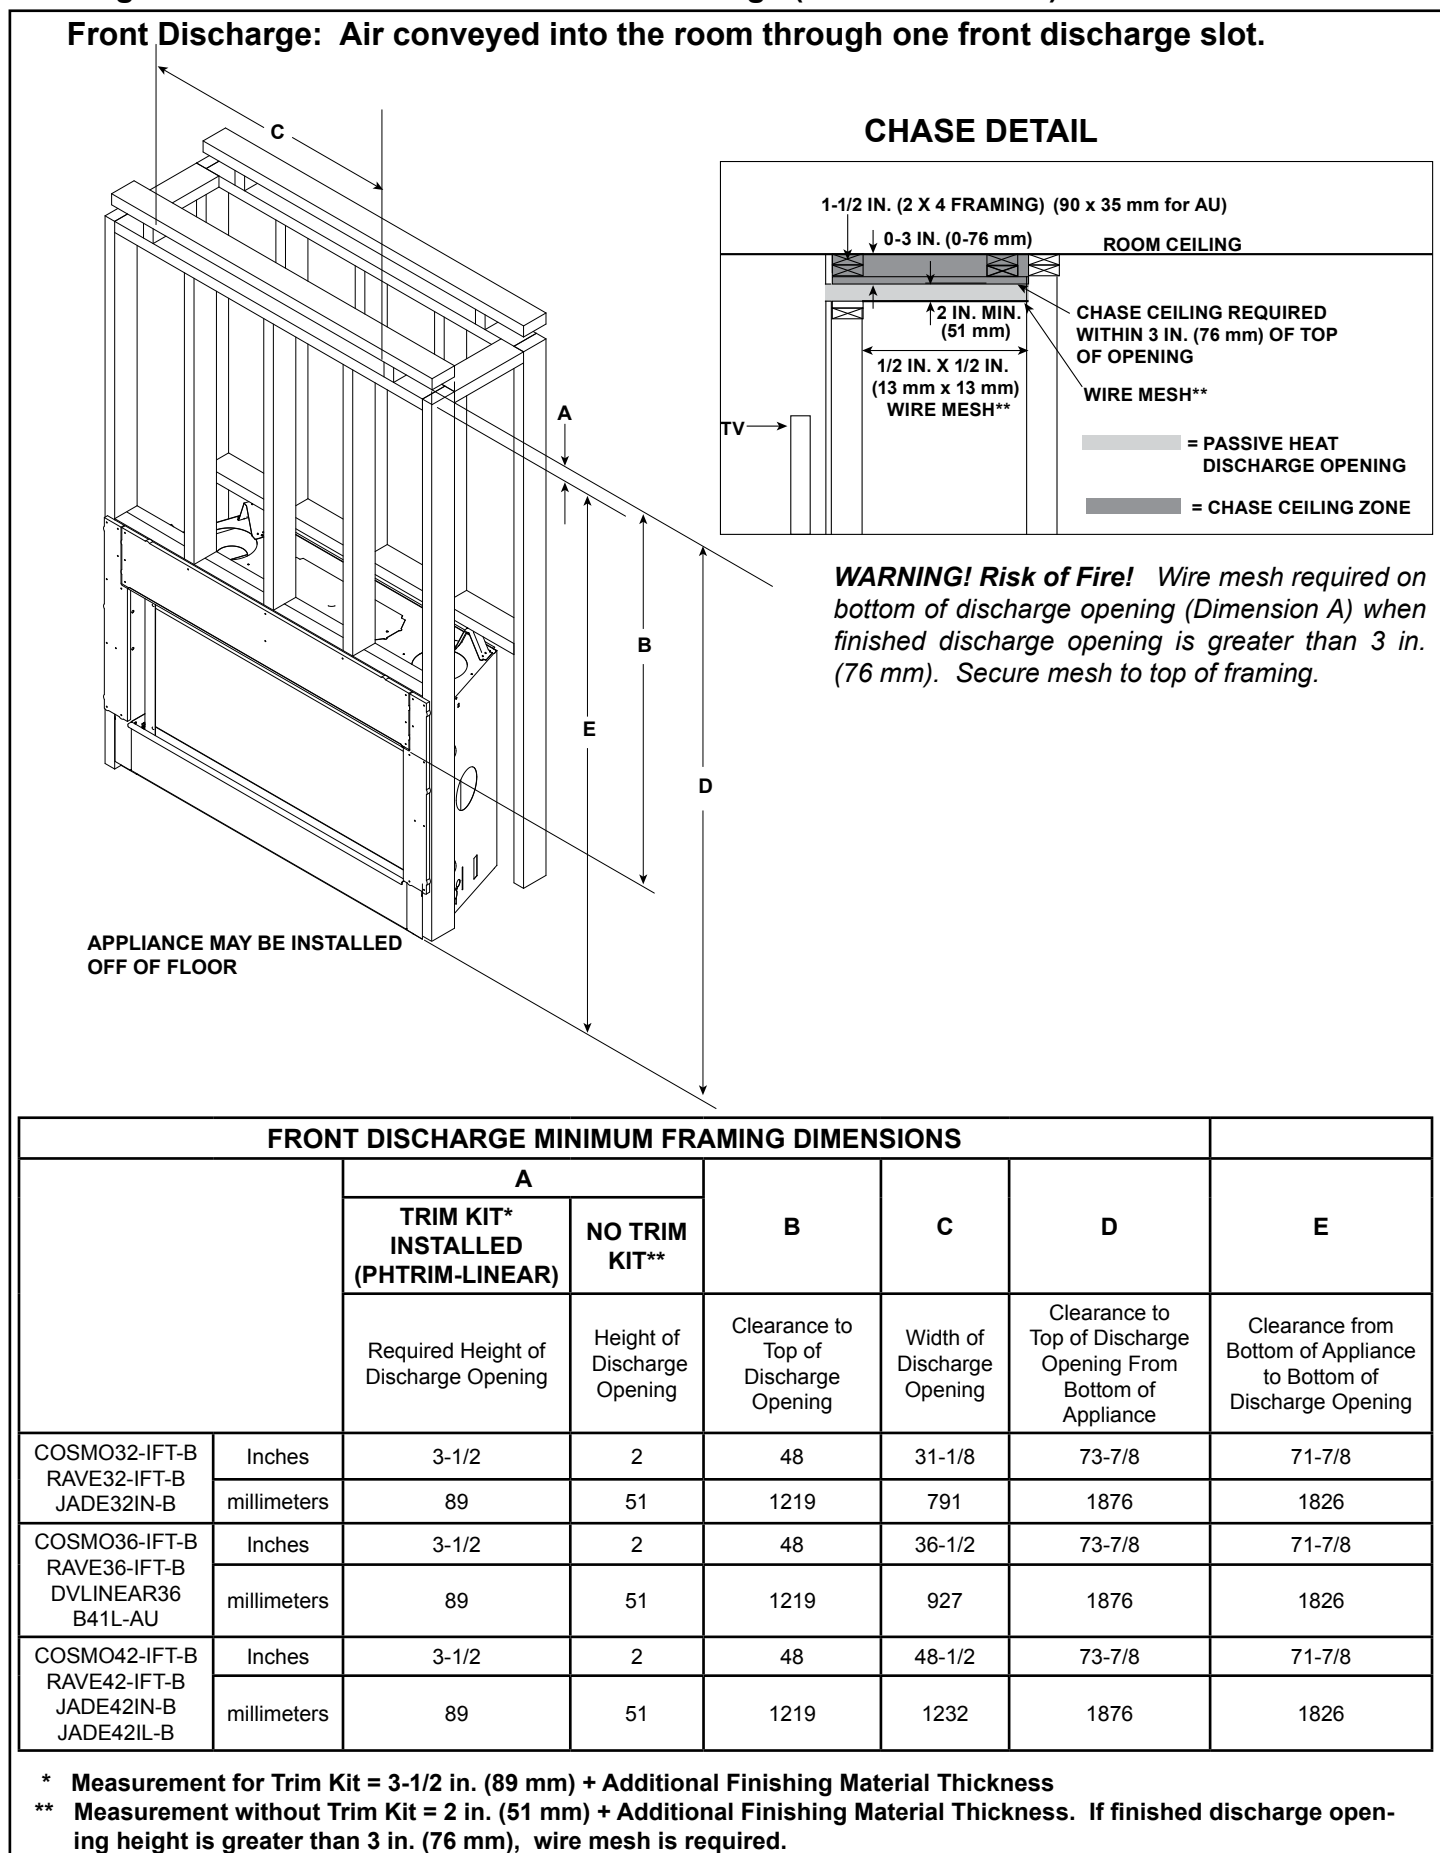 Front Discharge: Air conveyed into the room through one front discharge slot.
C
CHASE DETAIL
1-1/2 IN. (2 X 4 FRAMING) (90 x 35 mm for AU)
0-3 IN. (0-76 mm)
ROOM CEILING
2 IN. MIN.
(51 mm)
CHASE CEILING REQUIRED
WITHIN 3 IN. (76 mm) OF TOP
OF OPENING
1/2 IN. X 1/2 IN.
(13 mm x 13 mm)
WIRE MESH**
WIRE MESH**
TV
= PASSIVE HEAT
DISCHARGE OPENING
= CHASE CEILING ZONE
A
B
E
D
WARNING! Risk of Fire! Wire mesh required on
bottom of discharge opening (Dimension A) when
finished discharge opening is greater than 3 in.
(76 mm). Secure mesh to top of framing.
APPLIANCE MAY BE INSTALLED
OFF OF FLOOR
FRONT DISCHARGE MINIMUM FRAMING DIMENSIONS
A
B
C
D
E
TRIM KIT*
INSTALLED
(PHTRIM-LINEAR)
NO TRIM
KIT**
Required Height of
Discharge Opening
Height of
Discharge
Opening
Clearance to
Top of
Discharge
Opening
Width of
Discharge
Opening
Clearance to
Top of Discharge
Opening From
Bottom of
Appliance
Clearance from
Bottom of Appliance
to Bottom of
Discharge Opening
COSMO32-IFT-B
RAVE32-IFT-B
JADE32IN-B
Inches 3-1/2 2 48 31-1/8 73-7/8 71-7/8
millimeters 89 51 1219 791 1876 1826
COSMO36-IFT-B
RAVE36-IFT-B
DVLINEAR36
B41L-AU
Inches 3-1/2 2 48 36-1/2 73-7/8 71-7/8
millimeters 89 51 1219 927 1876 1826
COSMO42-IFT-B
RAVE42-IFT-B
JADE42IN-B
JADE42IL-B
Inches 3-1/2 2 48 48-1/2 73-7/8 71-7/8
millimeters 89 51 1219 1232 1876 1826
* Measurement for Trim Kit = 3-1/2 in. (89 mm) + Additional Finishing Material Thickness
** Measurement without Trim Kit = 2 in. (51 mm) + Additional Finishing Material Thickness. If finished discharge open-
ing height is greater than 3 in. (76 mm), wire mesh is required.